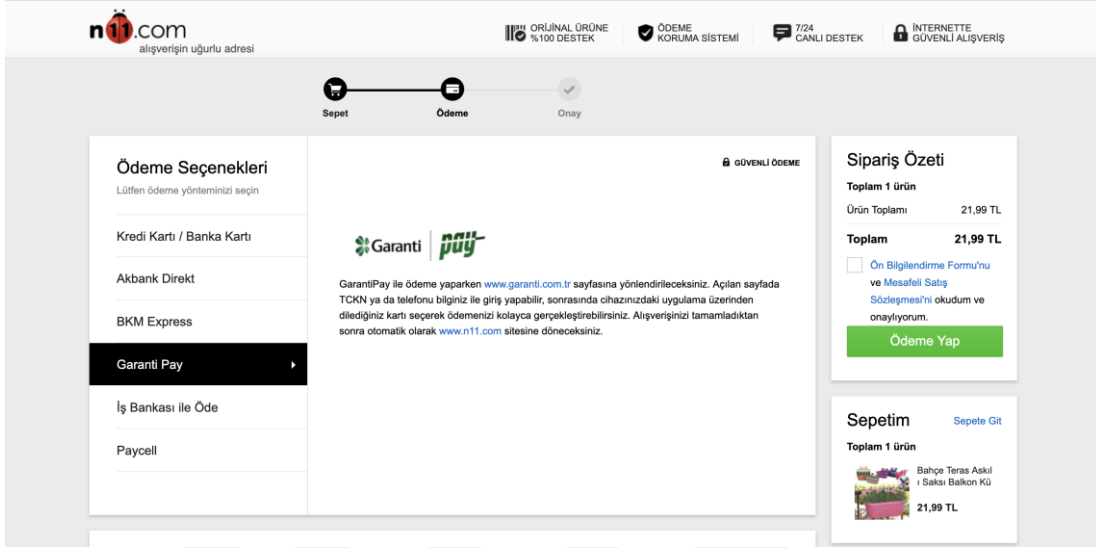 n11.com
alışverişin uğurlu adresi
ORİJİNAL ÜRÜNE
%100 DESTEK
ÖDEME
KORUMA SİSTEMİ
7/24
CANLI DESTEK
İNTERNETTE
GÜVENLİ ALIŞVERİŞ
Sepet
Ödeme
Onay
Ödeme Seçenekleri
Lütfen ödeme yönteminizi seçin
Kredi Kartı / Banka Kartı
Akbank Direkt
BKM Express
Garanti Pay
İş Bankası ile Öde
Paycell
GÜVENLİ ÖDEME
Garanti pay
GarantiPay ile ödeme yaparken www.garanti.com.tr sayfasına yönlendirileceksiniz. Açılan sayfada
TCKN ya da telefonu bilginiz ile giriş yapabilir, sonrasında cihazınızdaki uygulama üzerinden
dilediğiniz kartı seçerek ödemenizi kolayca gerçekleştirebilirsiniz. Alışverişinizi tamamladıktan
sonra otomatik olarak www.n11.com sitesine döneceksiniz.
Sipariş Özeti
Toplam 1 ürün
Ürün Toplamı 21,99 TL
Toplam 21,99 TL
Ön Bilgilendirme Formu'nu
ve Mesafeli Satış
Sözleşmesi'ni okudum ve
onaylıyorum.
Ödeme Yap
Sepetim Sepete Git
Toplam 1 ürün
Bahçe Teras Askıl
ı Saksı Balkon Kü
21,99 TL